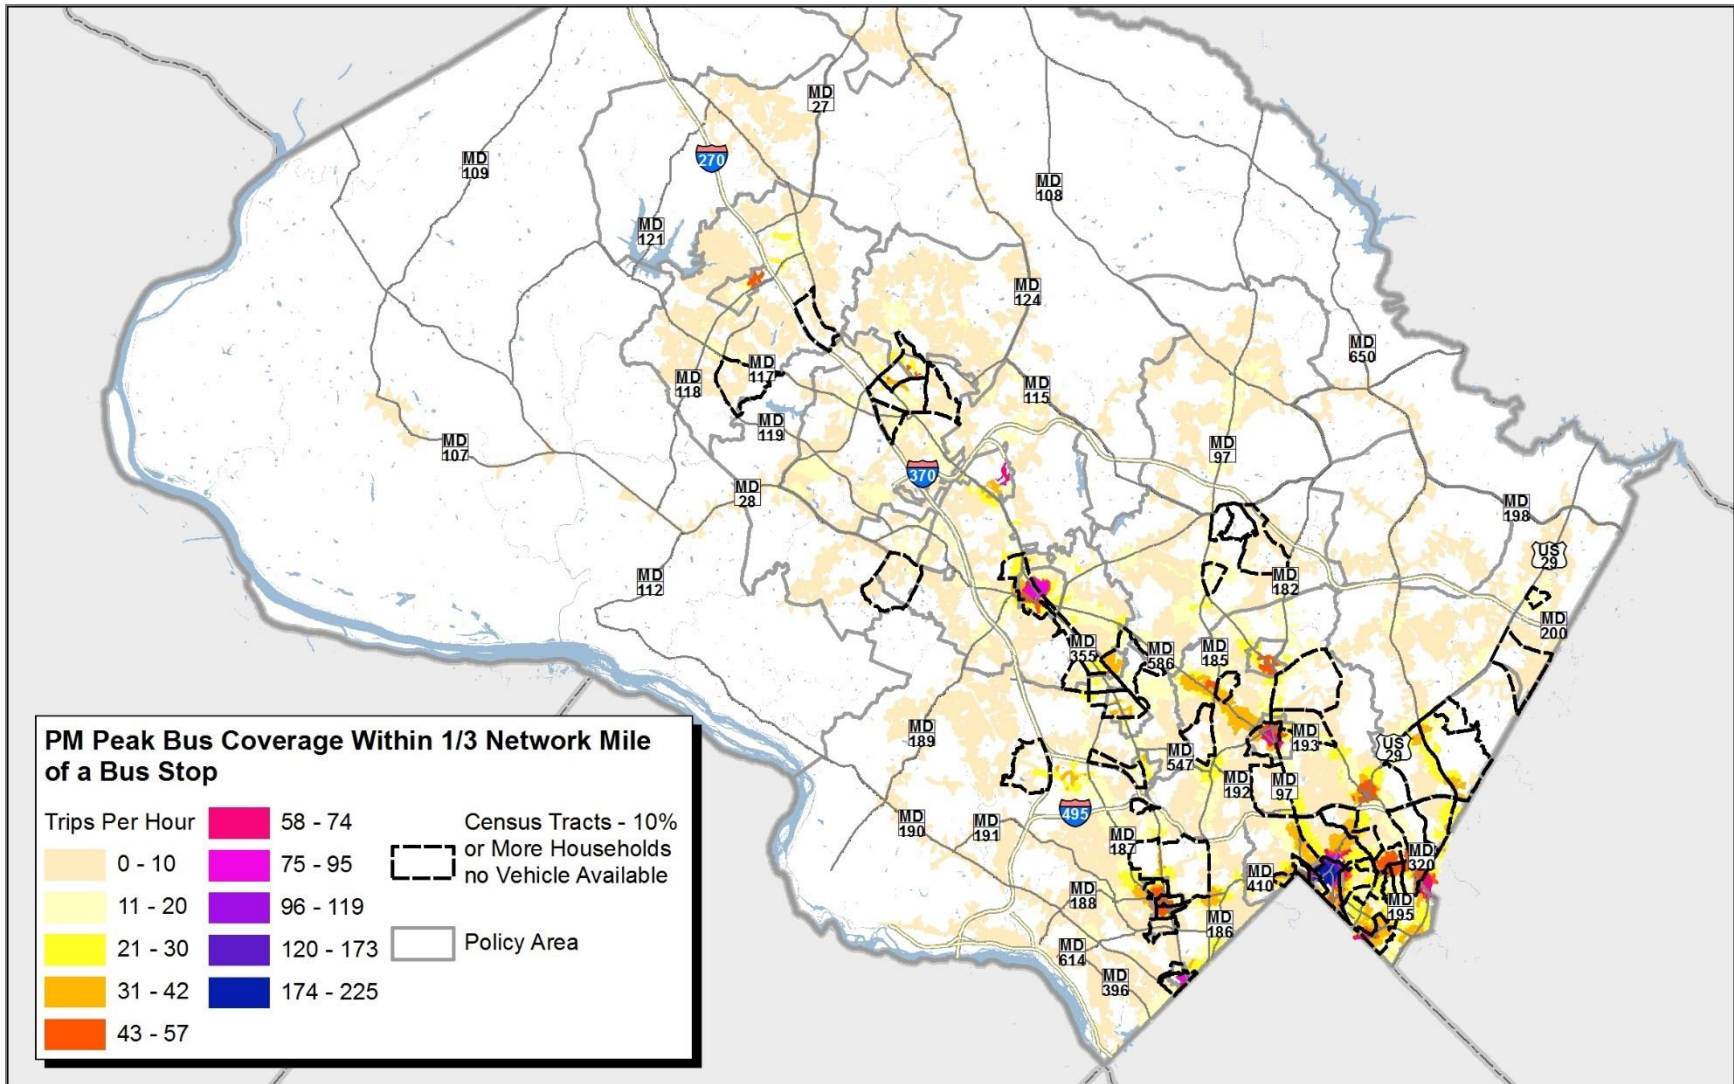 MD
27
270
MD
109
MD
108
MD
121
MD
124
MD
650
MD
117
MD
118
MD
115
MD
119
MD
107
MD
97
370
MD
28
MD
198
US
29
MD
112
MD
182
MD
200
MD
355
MD
586
MD
185
MD
189
MD
193
US
29
MD
547
MD
192
MD
97
495
MD
190
MD
191
MD
187
MD
320
MD
410
MD
188
MD
195
MD
186
MD
614
MD
396
PM Peak Bus Coverage Within 1/3 Network Mile
of a Bus Stop
Trips Per Hour
0 - 10
11 - 20
21 - 30
31 - 42
43 - 57
58 - 74
75 - 95
96 - 119
120 - 173
174 - 225
Census Tracts - 10%
or More Households
no Vehicle Available
Policy Area